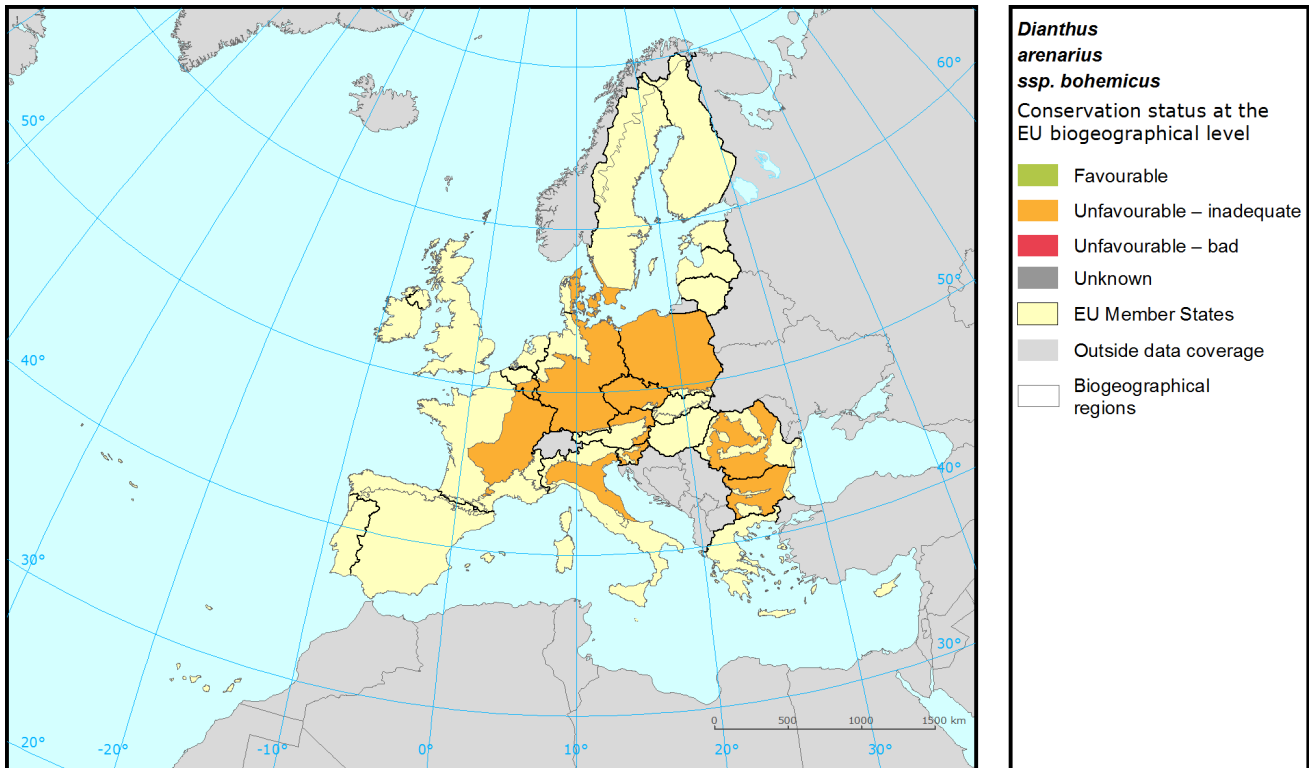 Dianthus
arenarius
ssp. bohemicus
Conservation status at the
EU biogeographical level
Favourable
Unfavourable – inadequate
Unfavourable – bad
Unknown
EU Member States
Outside data coverage
Biogeographical
regions
60°
50°
50°
40°
40°
30°
30°
0 500 1000 1500 km
20° -20° -10° 0° 10° 20° 30°